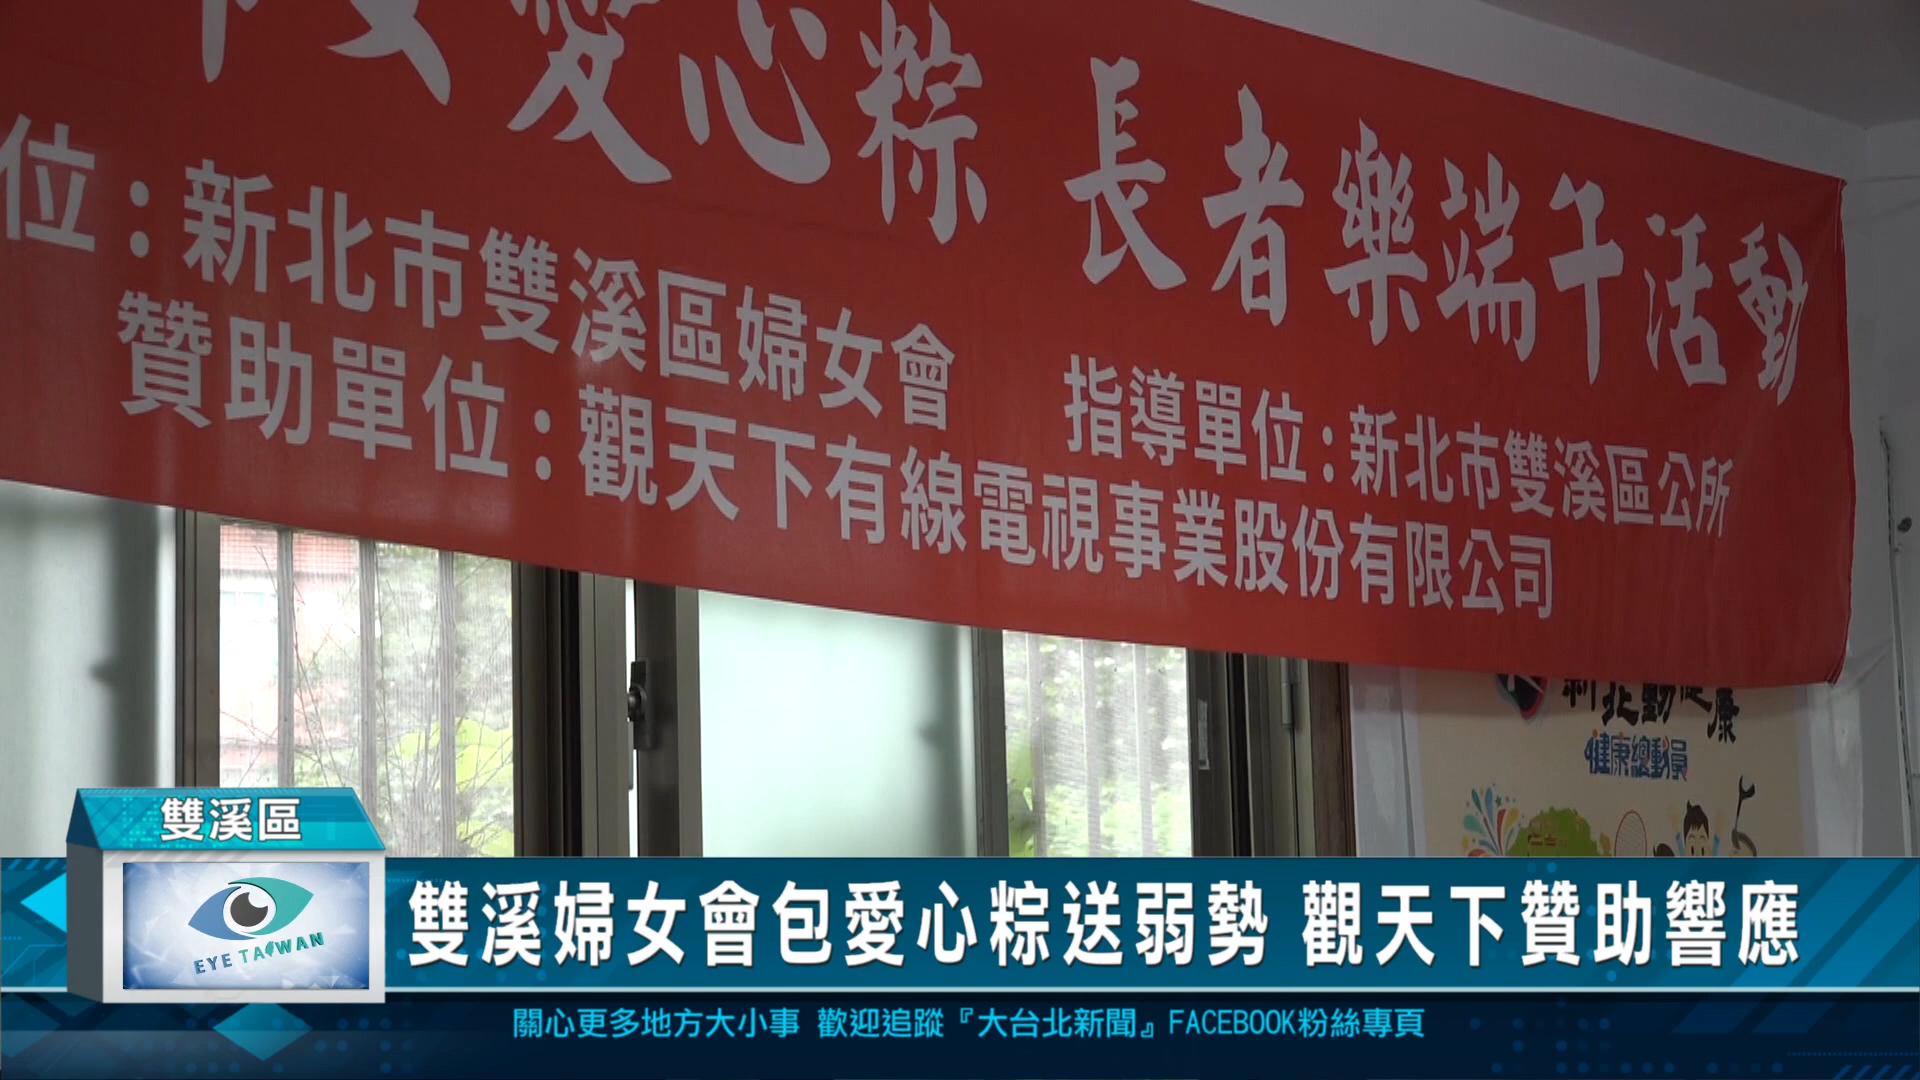 愛心粽 長者樂端午活動
位：新北市雙溪區婦女會 指導單位：新北市雙溪區公所
贊助單位：觀天下有線電視事業股份有限公司
新北動健康
健康總動員
雙溪區
EYE TAIWAN
雙溪婦女會包愛心粽送弱勢 觀天下贊助響應
關心更多地方大小事 歡迎追蹤『大台北新聞』FACEBOOK粉絲專頁